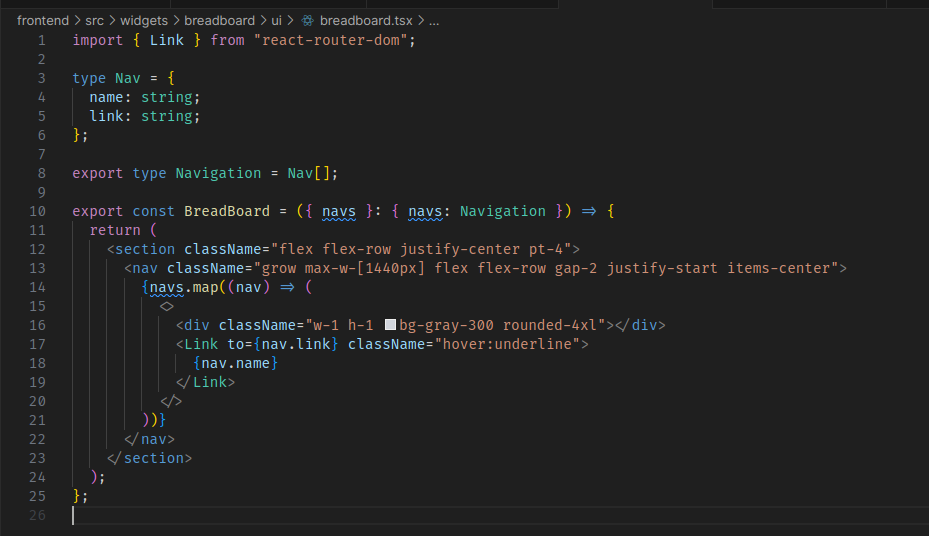 frontend > src > widgets > breadboard > ui > breadboard.tsx > ...
1 import { Link } from "react-router-dom";
2
3 type Nav = {
4   name: string;
5   link: string;
6 };
7
8 export type Navigation = Nav[];
9
10 export const BreadBoard = ({ navs }: { navs: Navigation }) => {
11   return (
12     <section className="flex flex-row justify-center pt-4">
13       <nav className="grow max-w-[1440px] flex flex-row gap-2 justify-start items-center">
14         {navs.map((nav) => (
15           <>
16             <div className="w-1 h-1 bg-gray-300 rounded-4xl"></div>
17             <Link to={nav.link} className="hover:underline">
18               {nav.name}
19             </Link>
20           </>
21         ))}
22       </nav>
23     </section>
24   );
25 };
26